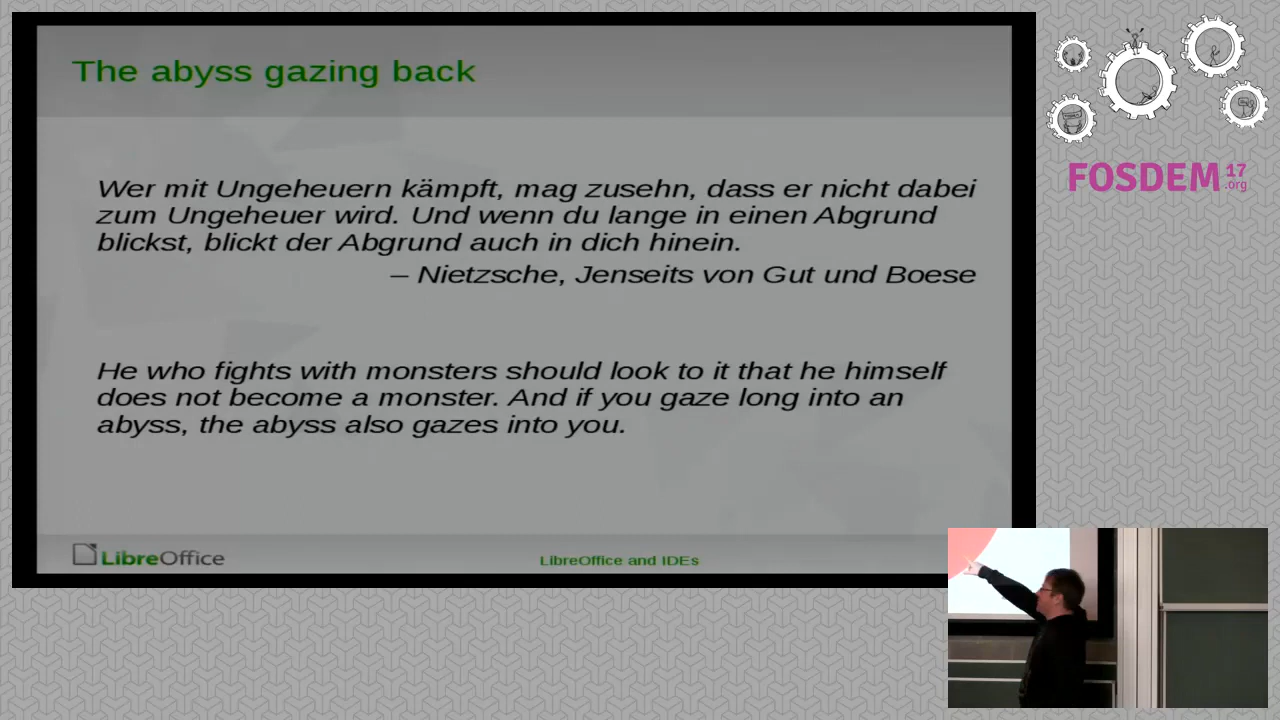 The abyss gazing back
Wer mit Ungeheuern kämpft, mag zusehn, dass er nicht dabei
zum Ungeheuer wird. Und wenn du lange in einen Abgrund
blickst, blickt der Abgrund auch in dich hinein.
– Nietzsche, Jenseits von Gut und Boese
He who fights with monsters should look to it that he himself
does not become a monster. And if you gaze long into an
abyss, the abyss also gazes into you.
LibreOffice
LibreOffice and IDEs
FOSDEM 17
.org